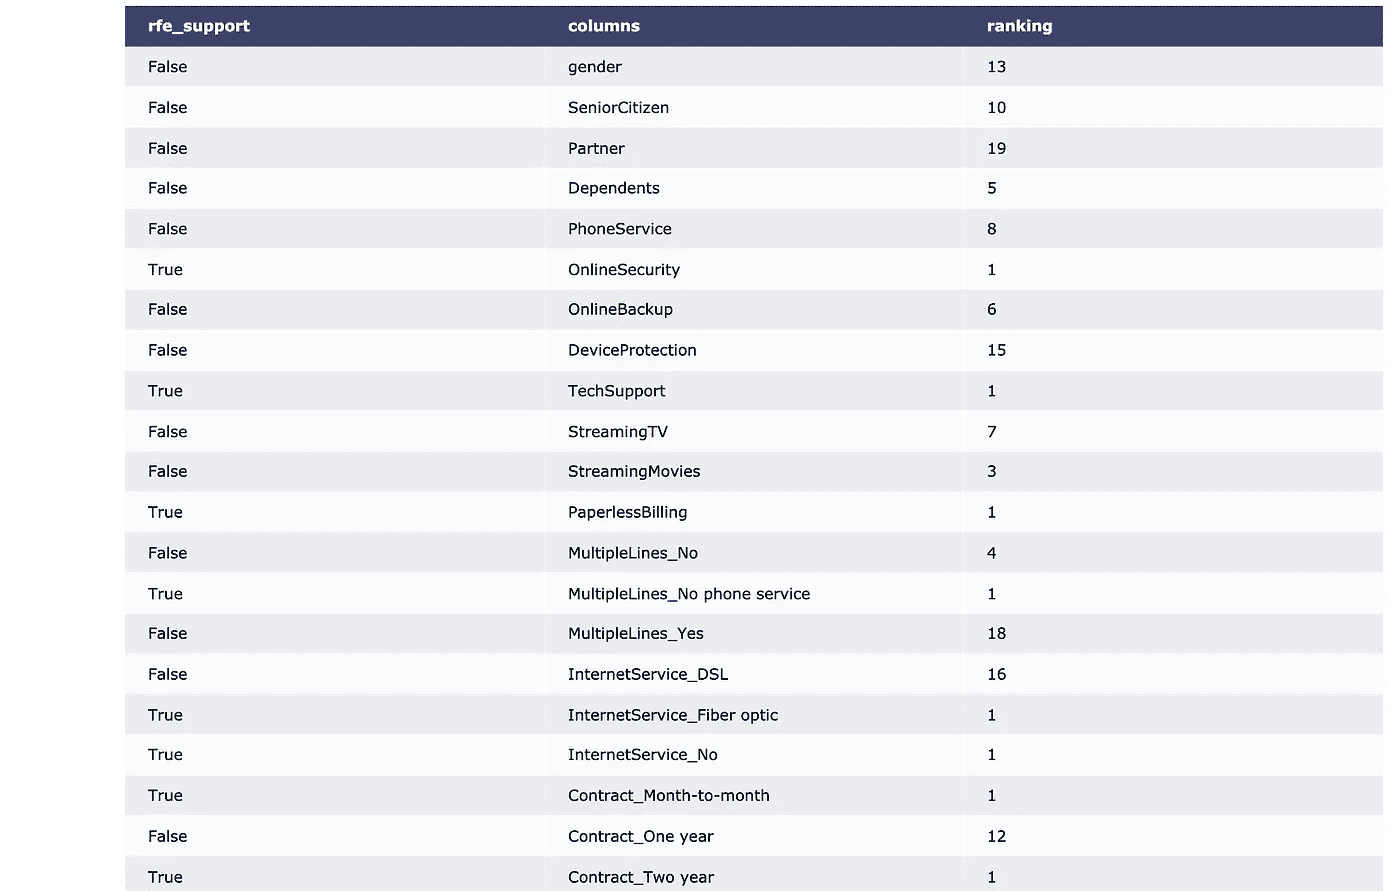 rfe_support columns ranking
False gender 13
False SeniorCitizen 10
False Partner 19
False Dependents 5
False PhoneService 8
True OnlineSecurity 1
False OnlineBackup 6
False DeviceProtection 15
True TechSupport 1
False StreamingTV 7
False StreamingMovies 3
True PaperlessBilling 1
False MultipleLines_No 4
True MultipleLines_No phone service 1
False MultipleLines_Yes 18
False InternetService_DSL 16
True InternetService_Fiber optic 1
True InternetService_No 1
True Contract_Month-to-month 1
False Contract_One year 12
True Contract_Two year 1